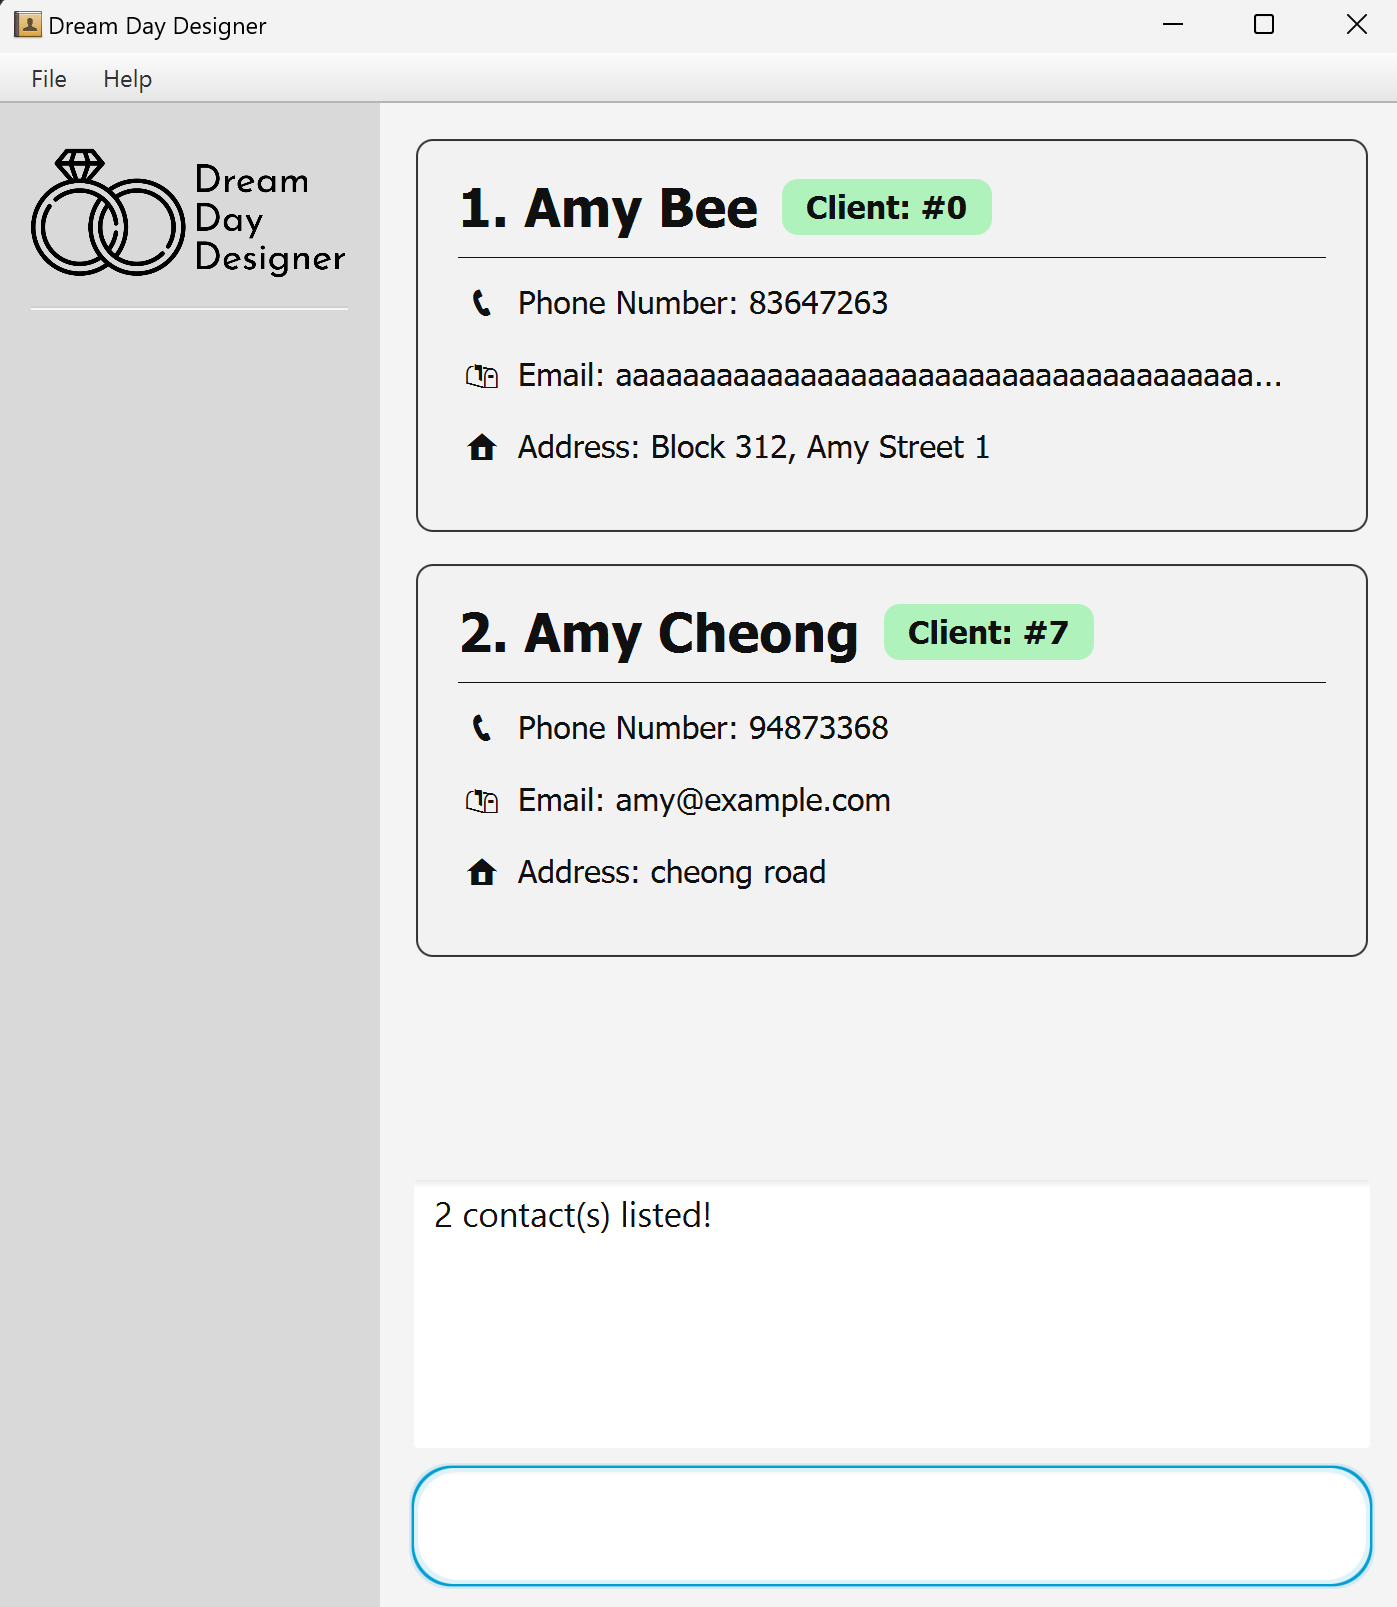 Dream Day Designer
File Help
Dream
Day
Designer
1. Amy Bee Client: #0
Phone Number: 83647263
Email: aaaaaaaaaaaaaaaaaaaaaaaaaaaaaaaaaaaaaa...
Address: Block 312, Amy Street 1
2. Amy Cheong Client: #7
Phone Number: 94873368
Email: amy@example.com
Address: cheong road
2 contact(s) listed!